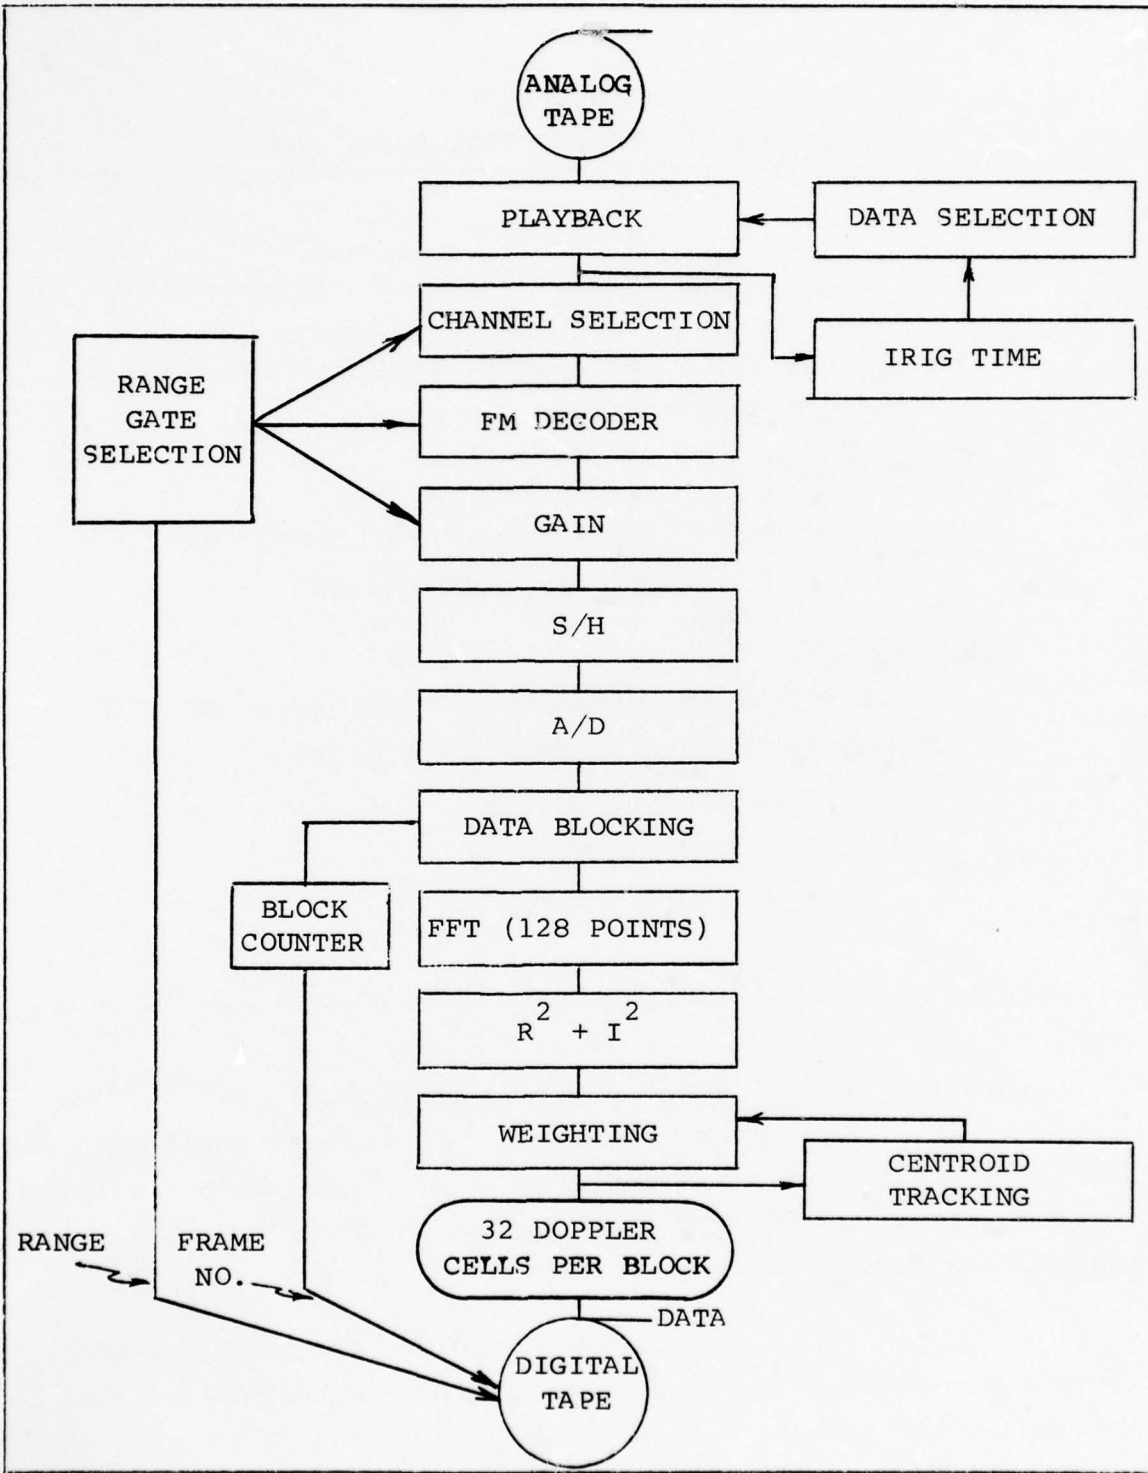 ANALOG
TAPE
PLAYBACK
DATA SELECTION
CHANNEL SELECTION
IRIG TIME
RANGE
GATE
SELECTION
FM DECODER
GAIN
S/H
A/D
DATA BLOCKING
BLOCK
COUNTER
FFT (128 POINTS)
R² + I²
WEIGHTING
CENTROID
TRACKING
32 DOPPLER
CELLS PER BLOCK
RANGE
FRAME
NO.
DATA
DIGITAL
TAPE